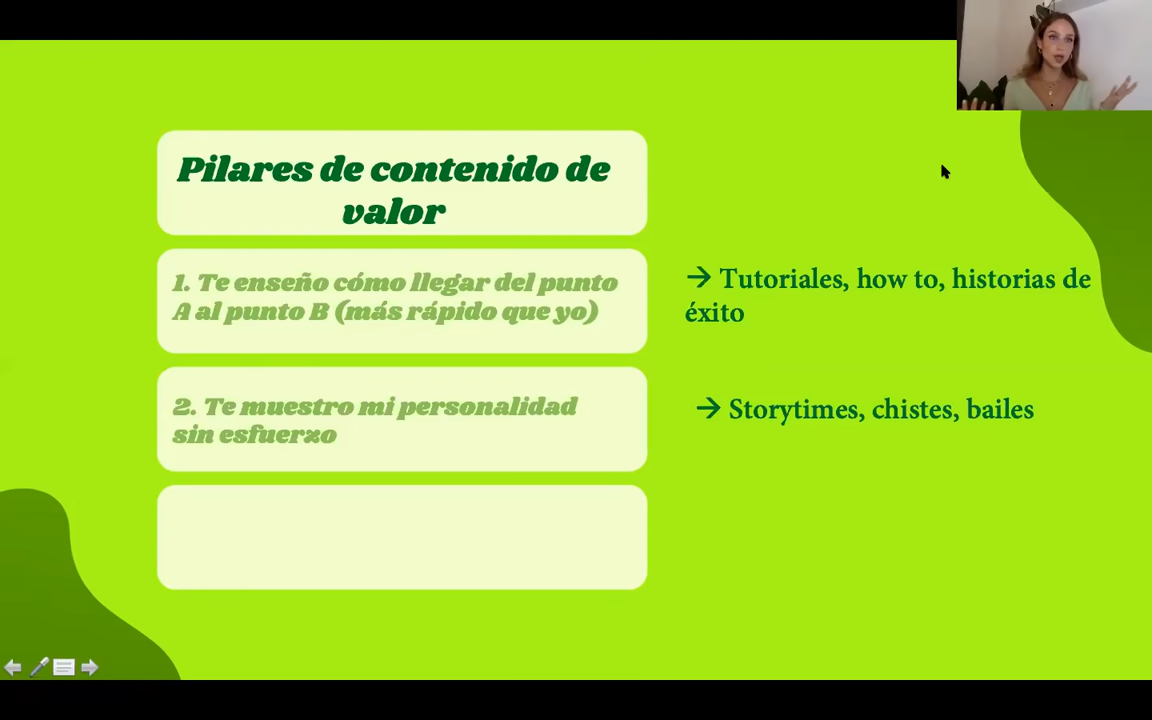 Pilares de contenido de
valor
1. Te enseño cómo llegar del punto
A al punto B (más rápido que yo)
→ Tutoriales, how to, historias de
éxito
2. Te muestro mi personalidad
sin esfuerzo
→ Storytimes, chistes, bailes